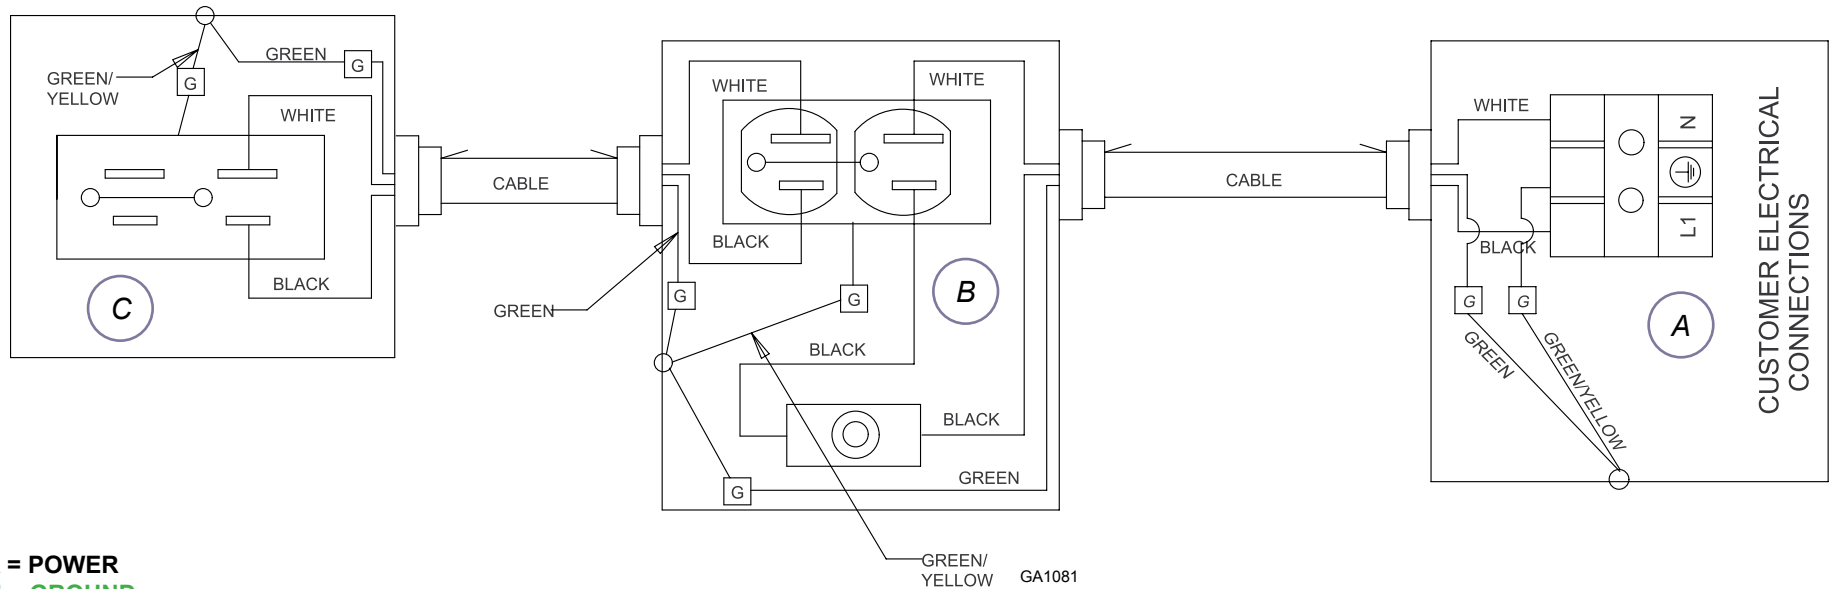 GREEN/
YELLOW
GREEN
G
G
WHITE
BLACK
C
CABLE
GREEN
WHITE
WHITE
BLACK
G
G
B
BLACK
BLACK
G
GREEN
GREEN/
YELLOW
GA1081
CABLE
WHITE
BLACK
N
L1
G
G
GREEN
GREEN/YELLOW
A
CUSTOMER ELECTRICAL
CONNECTIONS
= POWER